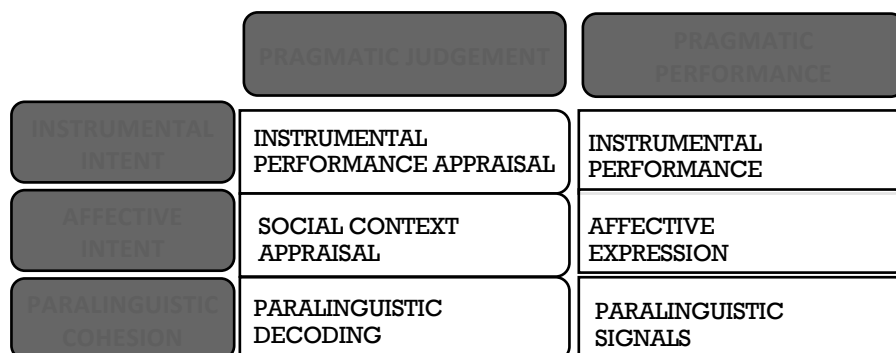 PRAGMATIC JUDGEMENT
PRAGMATIC
PERFORMANCE
INSTRUMENTAL
INTENT
INSTRUMENTAL
PERFORMANCE APPRAISAL
INSTRUMENTAL
PERFORMANCE
AFFECTIVE
INTENT
SOCIAL CONTEXT
APPRAISAL
AFFECTIVE
EXPRESSION
PARALINGUISTIC
COHESION
PARALINGUISTIC
DECODING
PARALINGUISTIC
SIGNALS